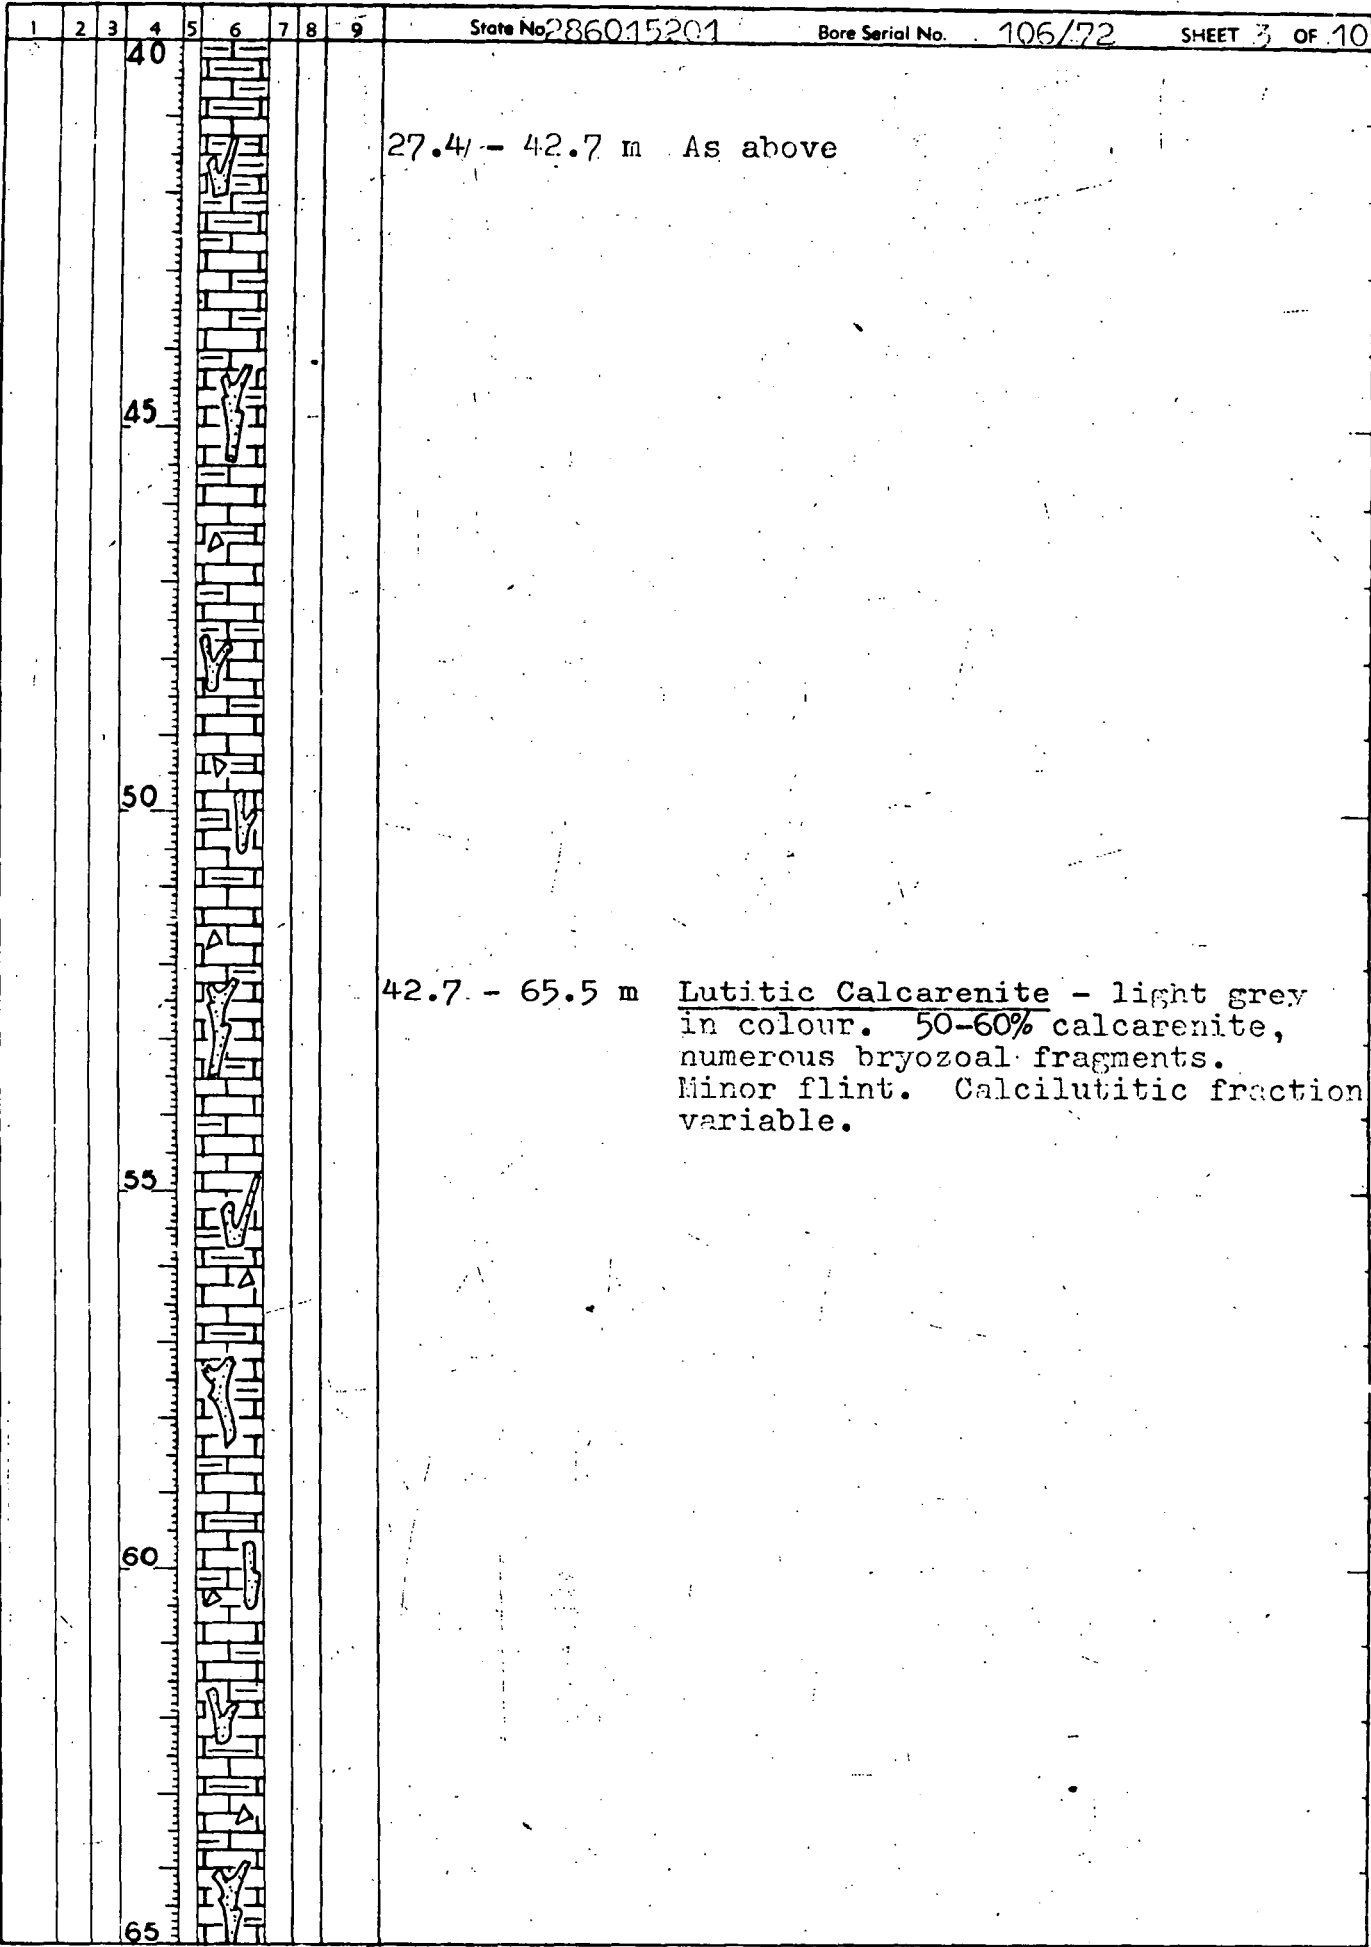 1 2 3 4 5 6 7 8 9 State No 286015201 Bore Serial No. 106/72 SHEET 3 OF 10
40
27.4 - 42.7 m As above
45
50
42.7 - 65.5 m Lutitic Calcarenite - light grey
in colour. 50-60% calcarenite,
numerous bryozoal fragments.
Minor flint. Calcilutitic fraction
variable.
55
60
65